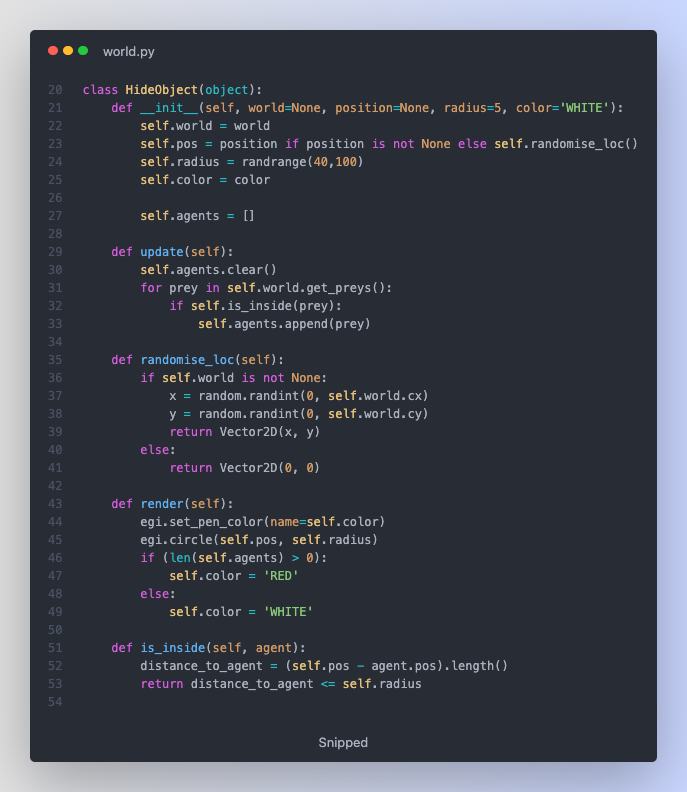 world.py
20 class HideObject(object):
21     def __init__(self, world=None, position=None, radius=5, color='WHITE'):
22         self.world = world
23         self.pos = position if position is not None else self.randomise_loc()
24         self.radius = randrange(40,100)
25         self.color = color
26
27         self.agents = []
28
29     def update(self):
30         self.agents.clear()
31         for prey in self.world.get_preys():
32             if self.is_inside(prey):
33                 self.agents.append(prey)
34
35     def randomise_loc(self):
36         if self.world is not None:
37             x = random.randint(0, self.world.cx)
38             y = random.randint(0, self.world.cy)
39             return Vector2D(x, y)
40         else:
41             return Vector2D(0, 0)
42
43     def render(self):
44         egi.set_pen_color(name=self.color)
45         egi.circle(self.pos, self.radius)
46         if (len(self.agents) > 0):
47             self.color = 'RED'
48         else:
49             self.color = 'WHITE'
50
51     def is_inside(self, agent):
52         distance_to_agent = (self.pos - agent.pos).length()
53         return distance_to_agent <= self.radius
54
Snipped